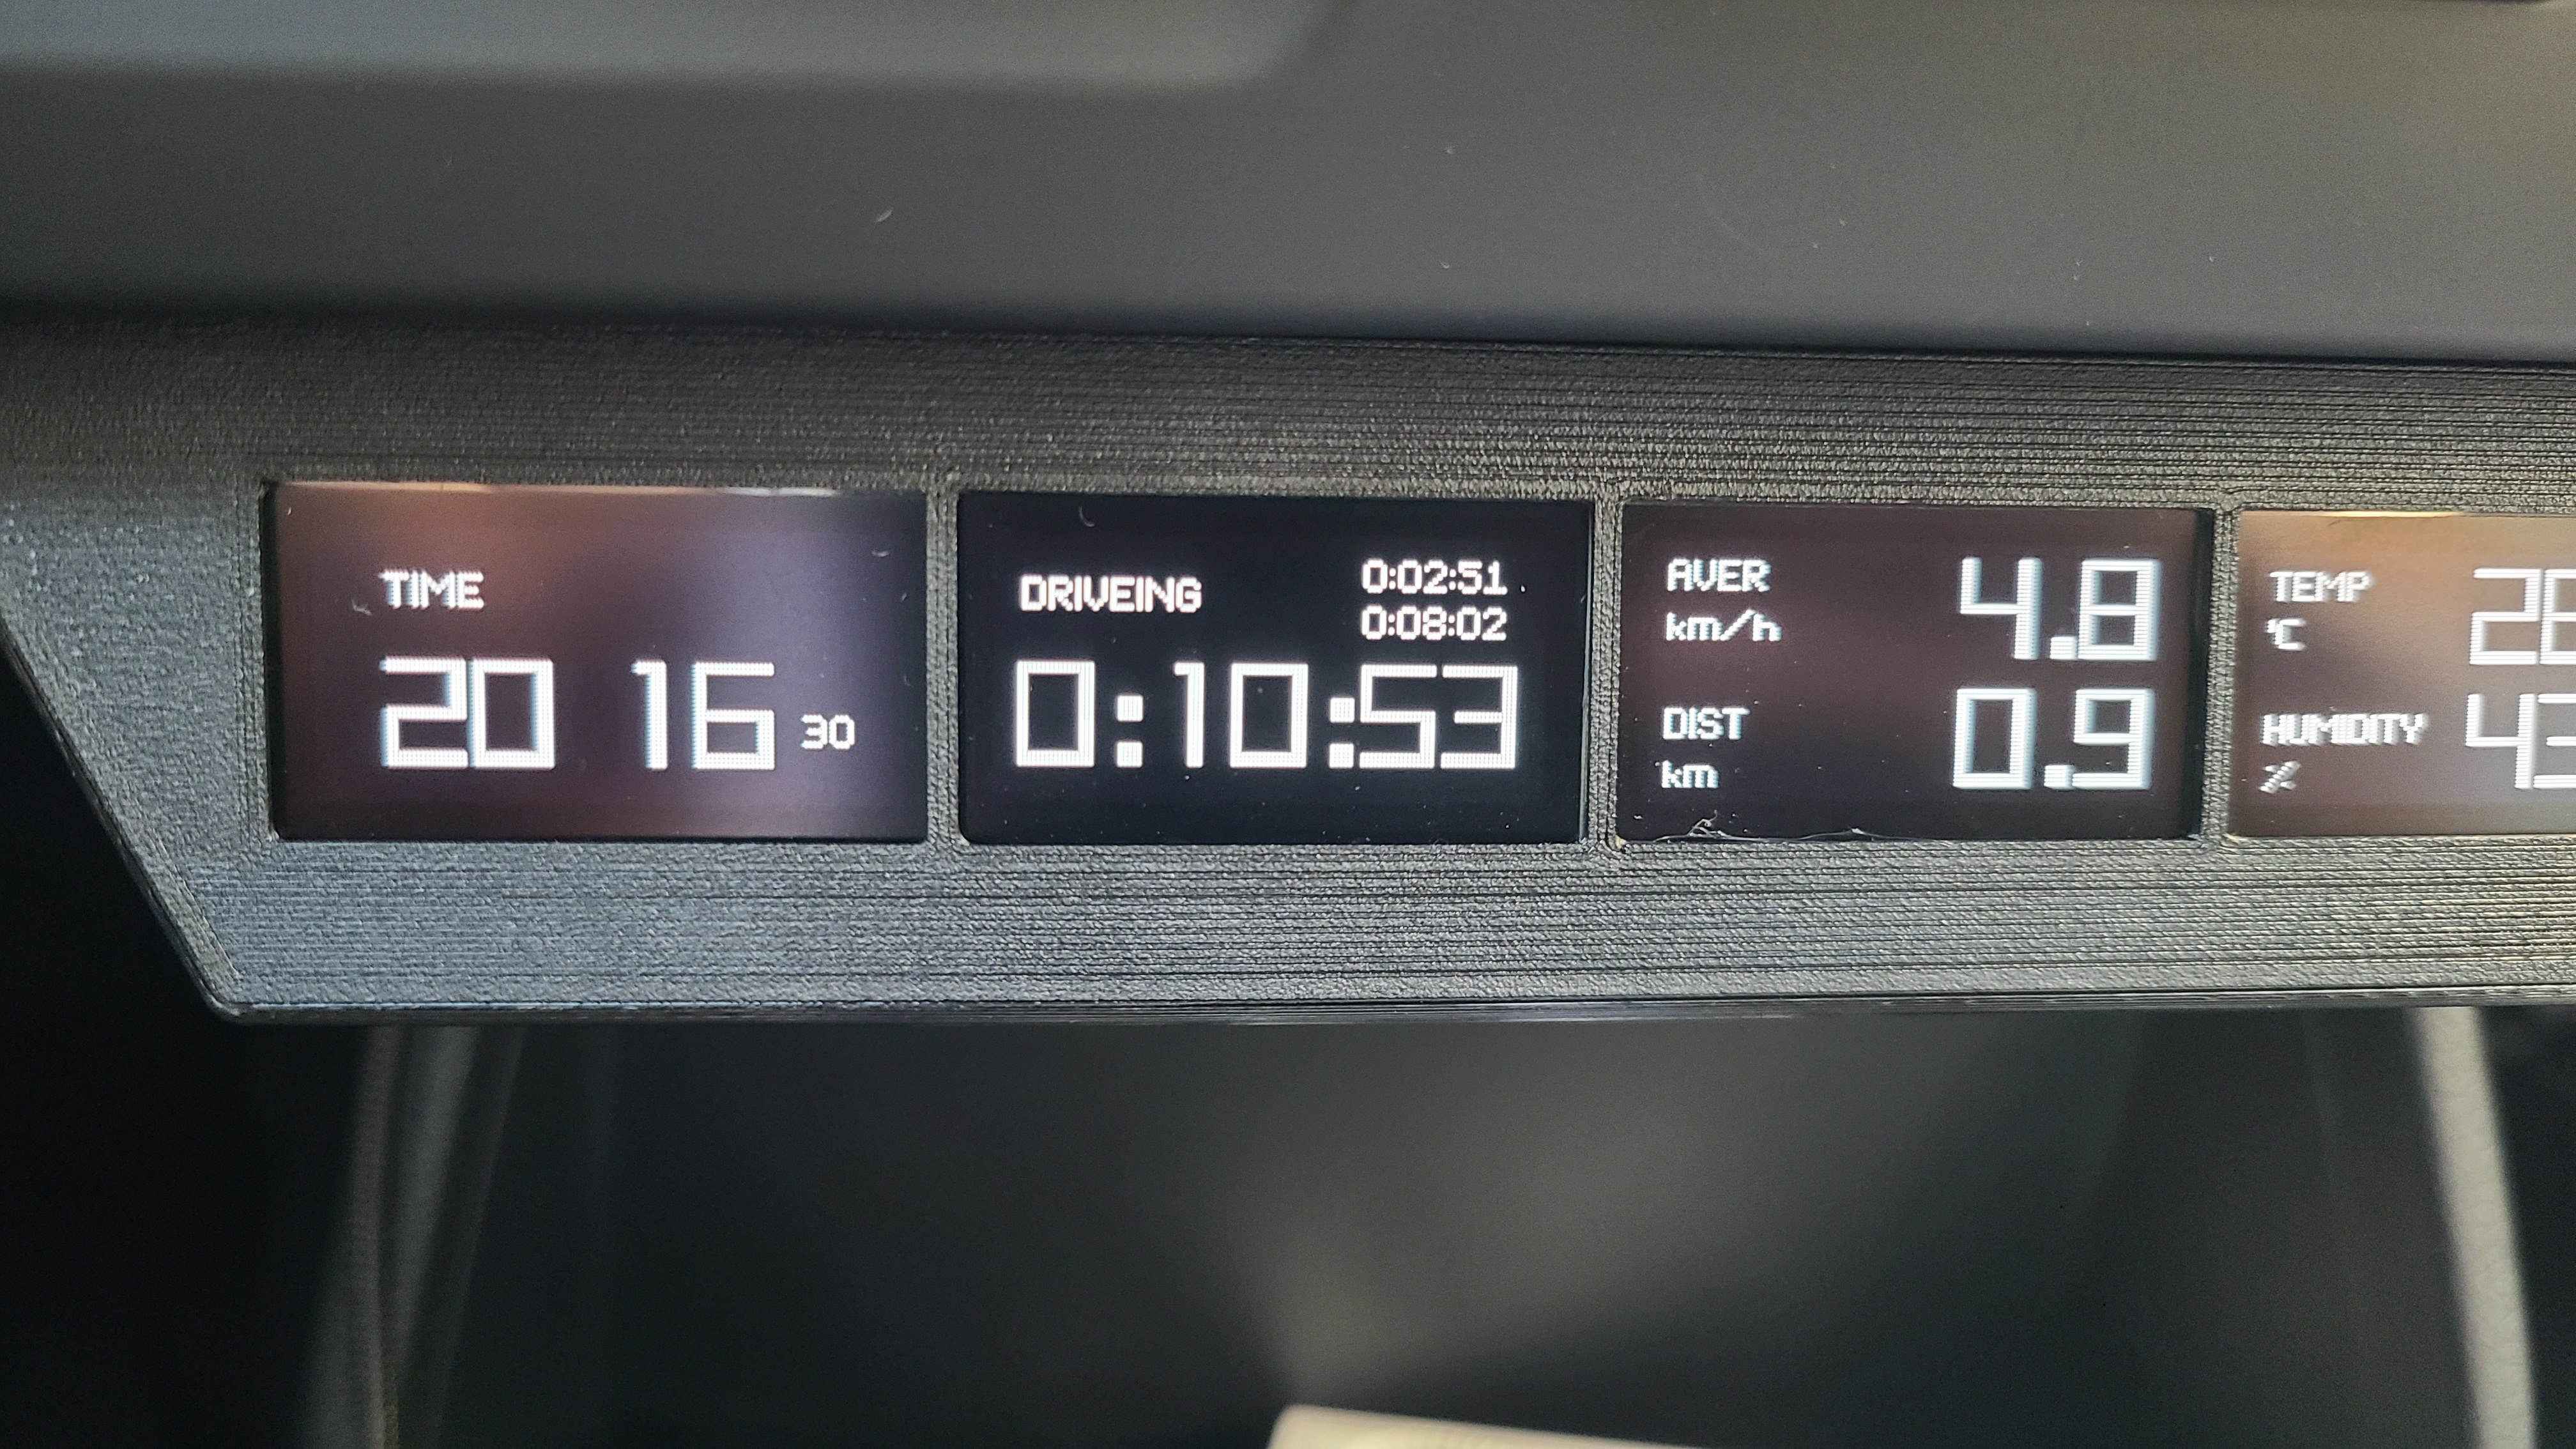 TIME
20 16 30
DRIVEING
0:02:51
0:08:02
0:10:53
AVER 4.8
km/h
DIST 0.9
km
TEMP
°C
HUMIDITY 43
%